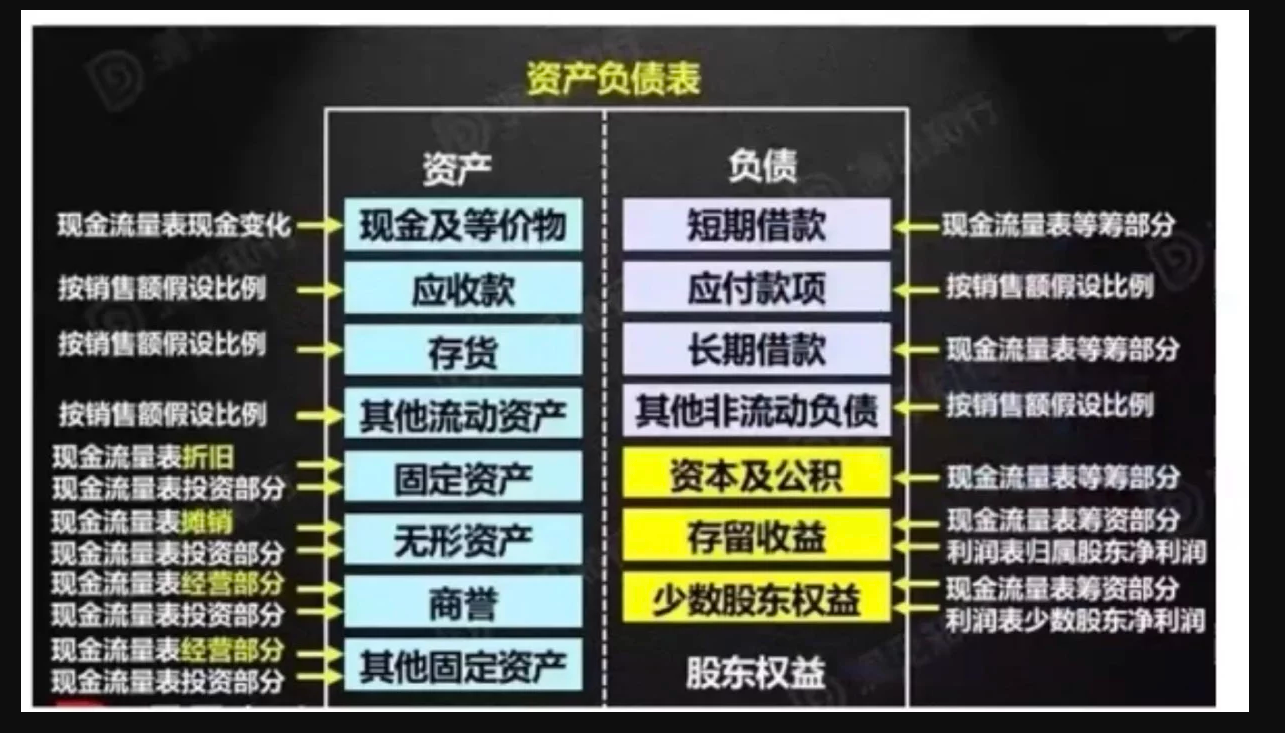 资产负债表
资产
负债
现金流量表现金变化
现金及等价物
短期借款
现金流量表等筹部分
按销售额假设比例
应收款
应付款项
按销售额假设比例
按销售额假设比例
存货
长期借款
现金流量表等筹部分
按销售额假设比例
其他流动资产
其他非流动负债
按销售额假设比例
现金流量表折旧
现金流量表投资部分
固定资产
资本及公积
现金流量表等筹部分
现金流量表摊销
现金流量表投资部分
无形资产
存留收益
现金流量表筹资部分
利润表归属股东净利润
现金流量表经营部分
现金流量表投资部分
商誉
少数股东权益
现金流量表筹资部分
利润表少数股东净利润
现金流量表经营部分
现金流量表投资部分
其他固定资产
股东权益